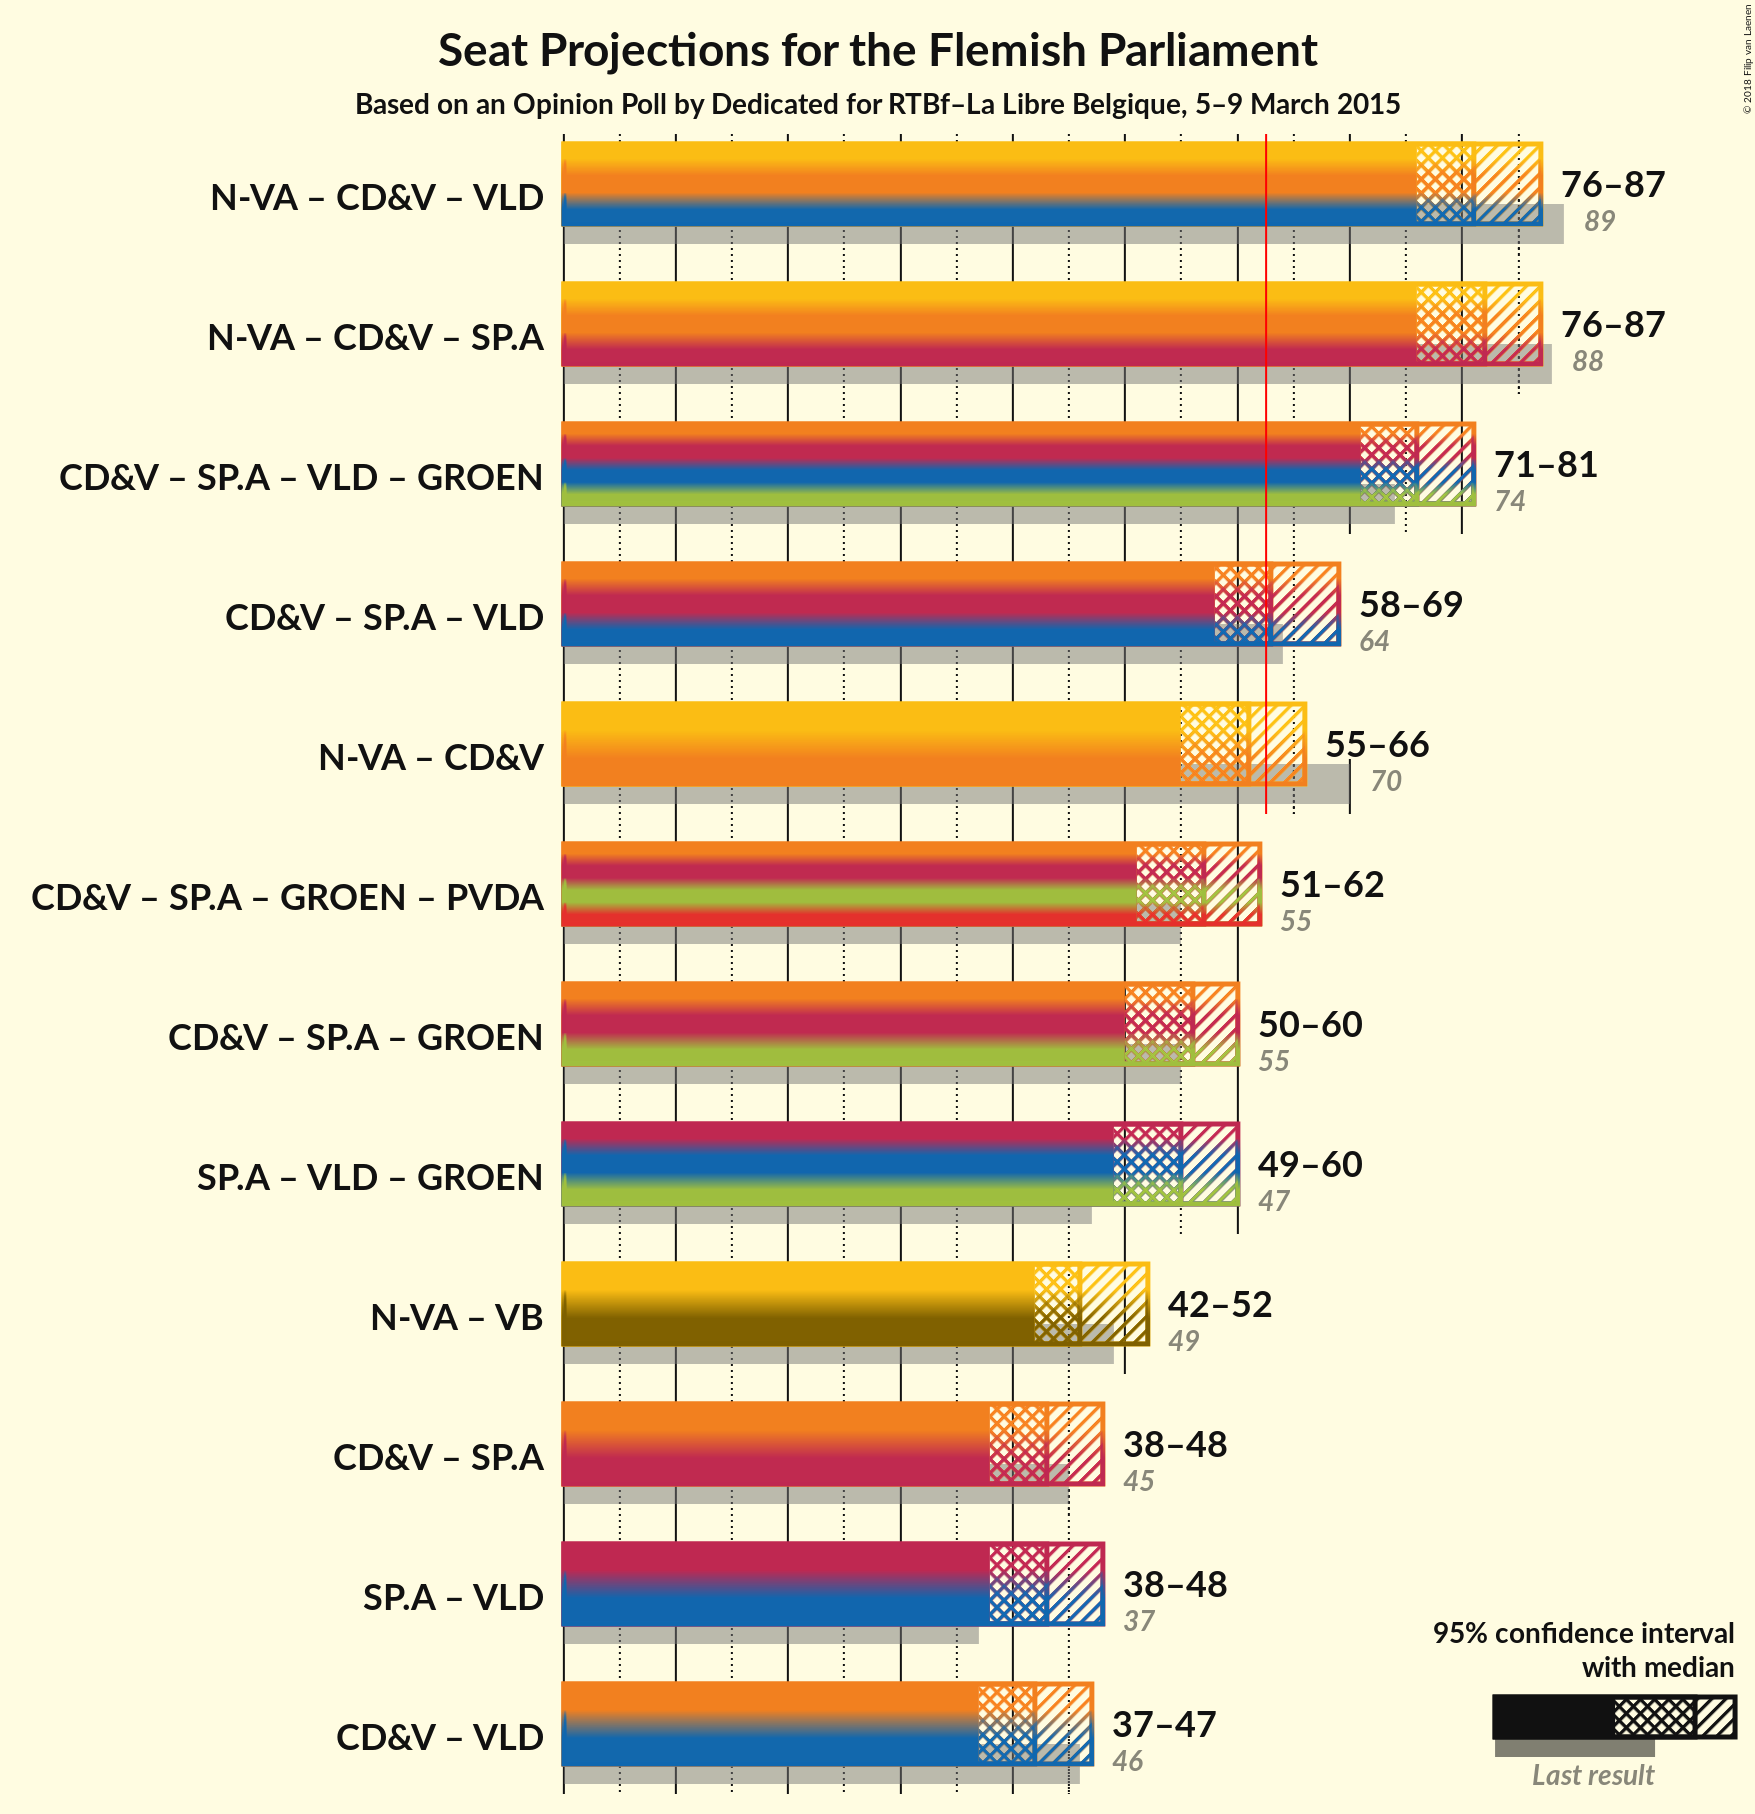 Seat Projections for the Flemish Parliament
Based on an Opinion Poll by Dedicated for RTBf–La Libre Belgique, 5–9 March 2015
© 2018 Filip van Laenen
N-VA – CD&V – VLD
76–87
89
N-VA – CD&V – SP.A
76–87
88
CD&V – SP.A – VLD – GROEN
71–81
74
CD&V – SP.A – VLD
58–69
64
N-VA – CD&V
55–66
70
CD&V – SP.A – GROEN – PVDA
51–62
55
CD&V – SP.A – GROEN
50–60
55
SP.A – VLD – GROEN
49–60
47
N-VA – VB
42–52
49
CD&V – SP.A
38–48
45
SP.A – VLD
38–48
37
CD&V – VLD
37–47
46
95% confidence interval
with median
Last result